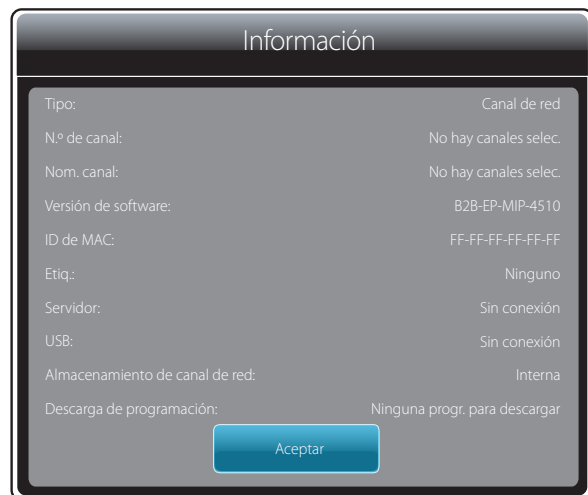 Información
Tipo: Canal de red
N.º de canal: No hay canales selec.
Nom. canal: No hay canales selec.
Versión de software: B2B-EP-MIP-4510
ID de MAC: FF-FF-FF-FF-FF-FF
Etiq.: Ninguno
Servidor: Sin conexión
USB: Sin conexión
Almacenamiento de canal de red: Interna
Descarga de programación: Ninguna progr. para descargar
Aceptar